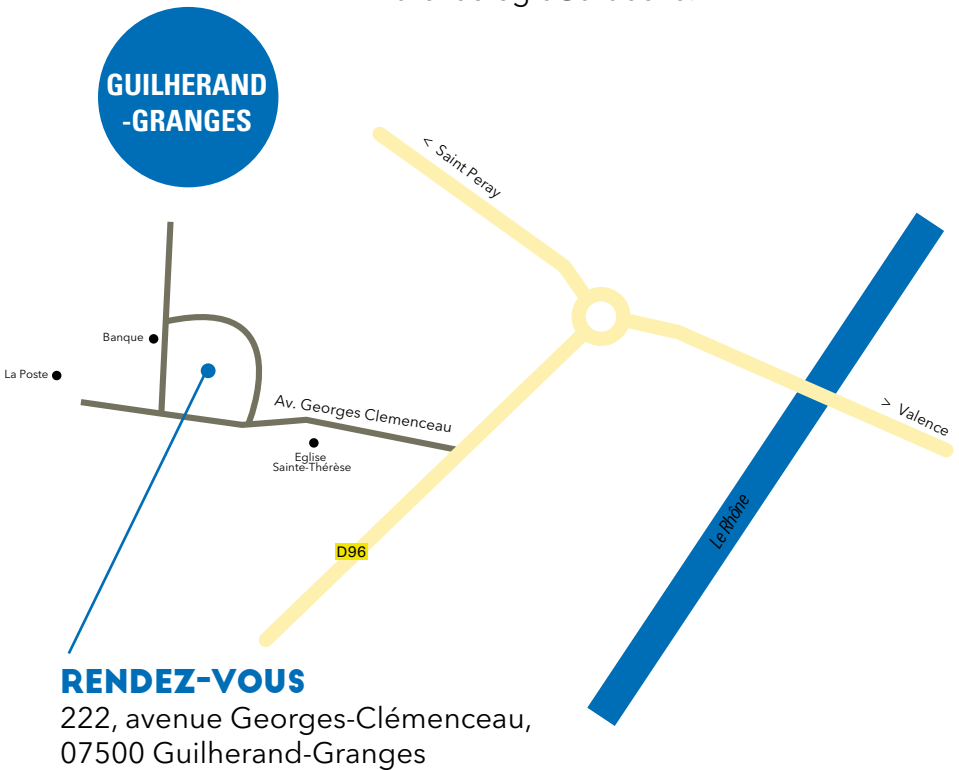 GUILHERAND
-GRANGES
< Saint Peray
Banque
La Poste
Av. Georges Clemenceau
Eglise
Sainte-Thérèse
> Valence
Le Rhône
D96
RENDEZ-VOUS
222, avenue Georges-Clémenceau,
07500 Guilherand-Granges